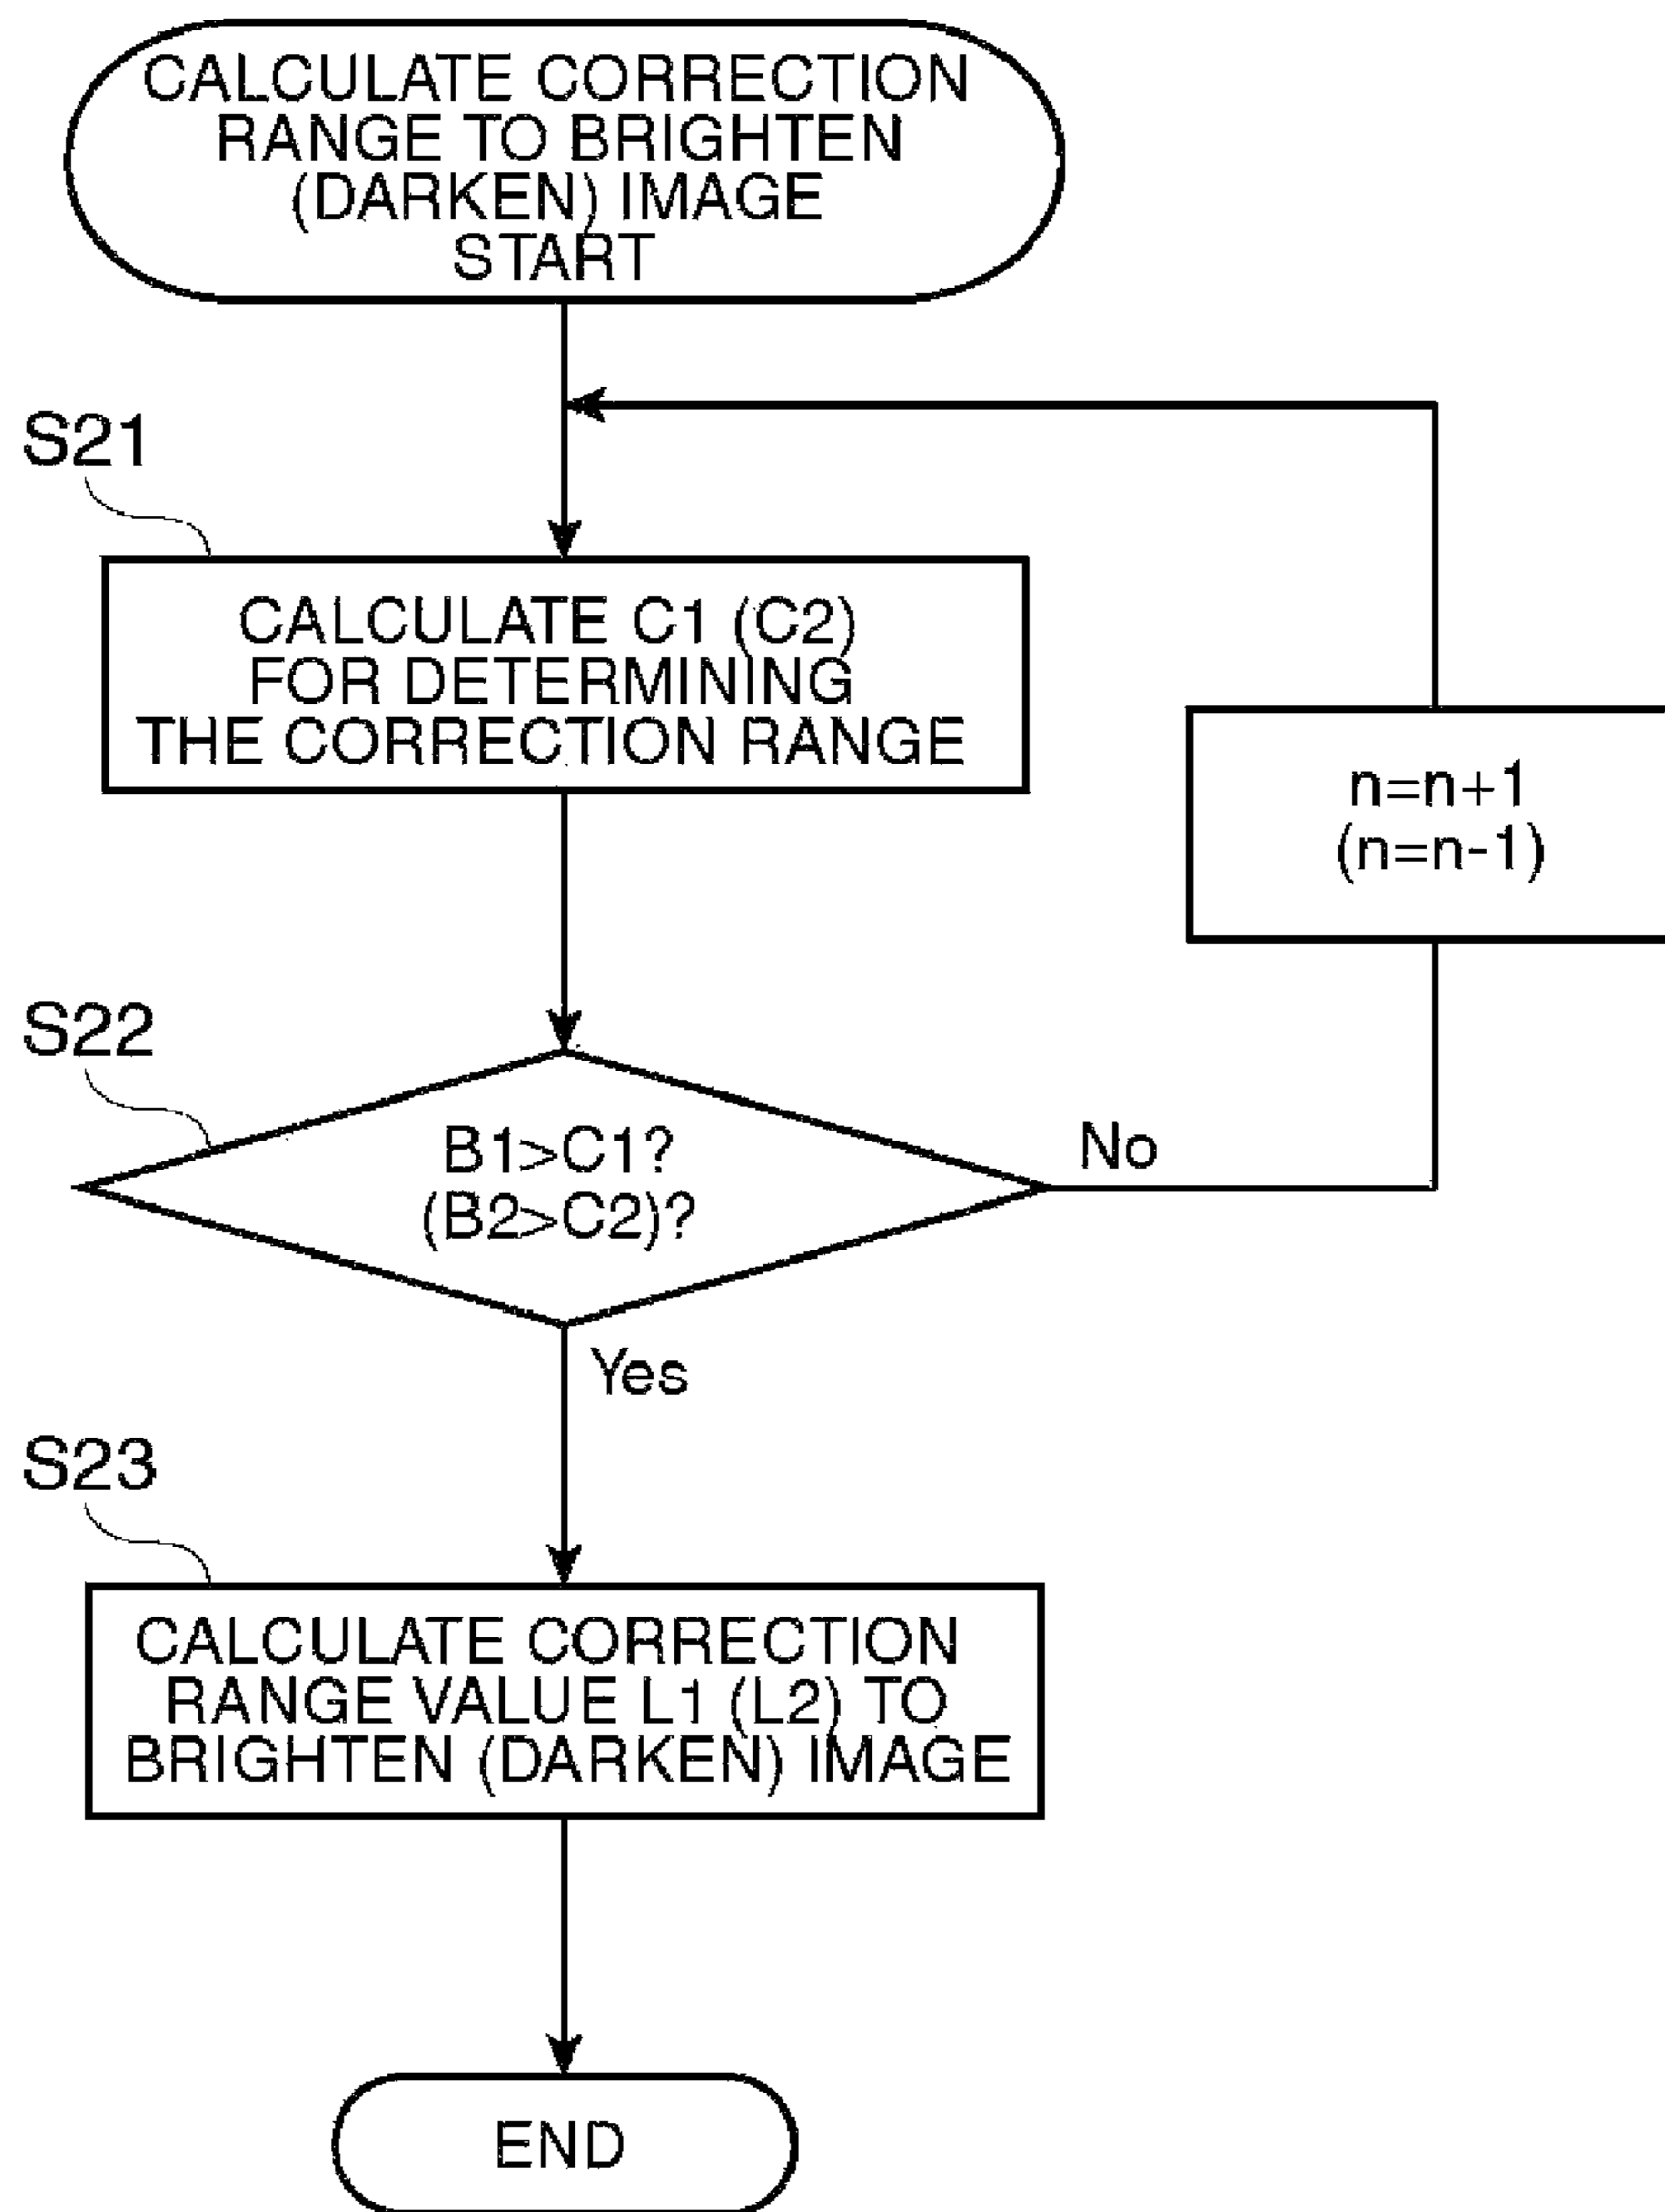 CALCULATE CORRECTION
RANGE TO BRIGHTEN
(DARKEN) IMAGE
START
S21
CALCULATE C1 (C2)
FOR DETERMINING
THE CORRECTION RANGE
n=n+1
(n=n-1)
S22
B1>C1?
(B2>C2)?
No
Yes
S23
CALCULATE CORRECTION
RANGE VALUE L1 (L2) TO
BRIGHTEN (DARKEN) IMAGE
END